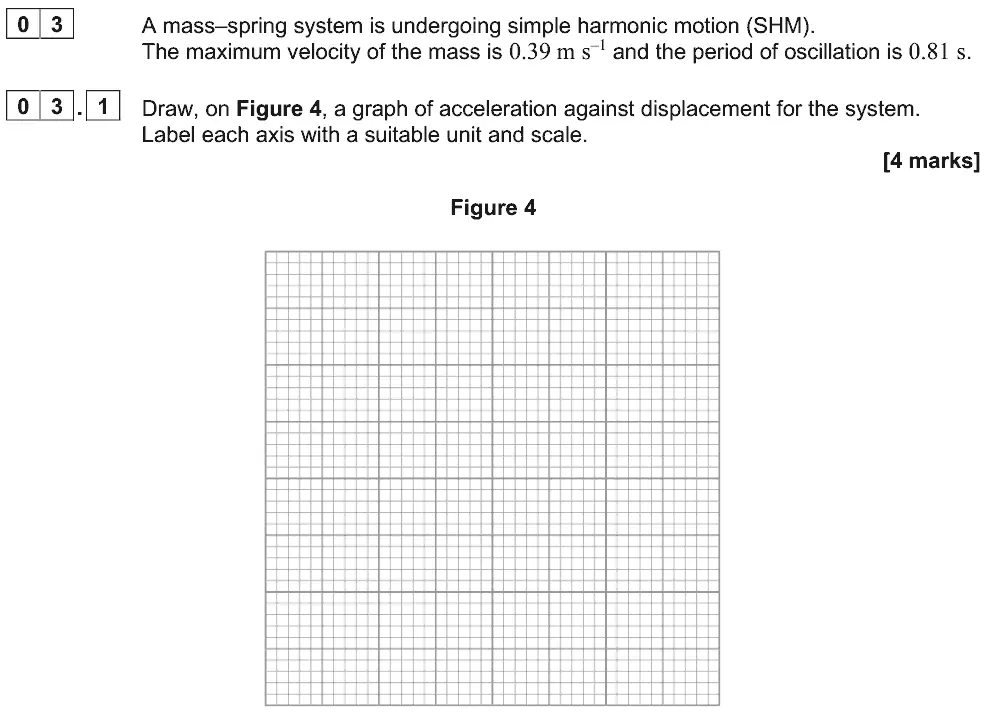 0 3 A mass–spring system is undergoing simple harmonic motion (SHM).
The maximum velocity of the mass is 0.39 m s⁻¹ and the period of oscillation is 0.81 s.
0 3 . 1 Draw, on Figure 4, a graph of acceleration against displacement for the system.
Label each axis with a suitable unit and scale.
[4 marks]
Figure 4